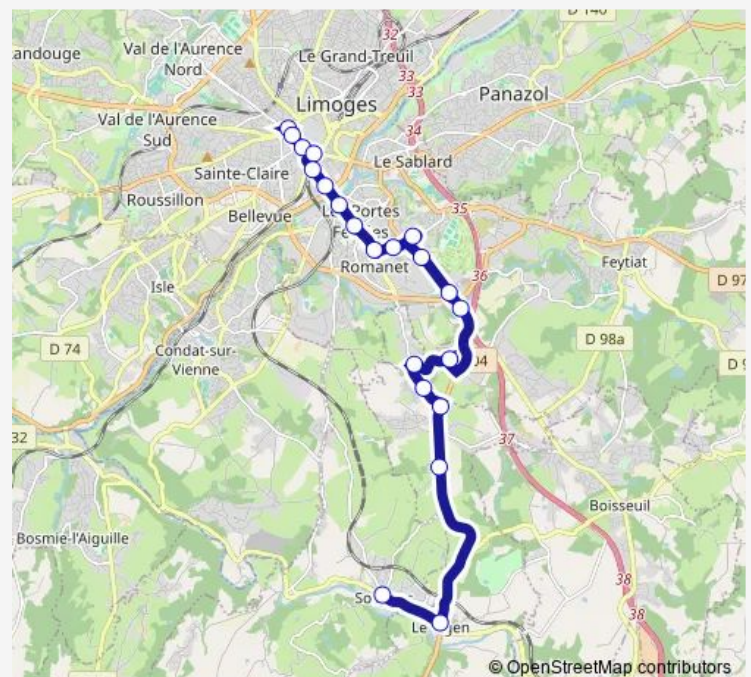 D 140
32
andouge
Val de l'Aurence
Nord
Le Grand-Treuil
33
33
Limoges
Panazol
Val de l'Aurence
Sud
34
Le Sablard
Sainte-Claire
Roussillon
Bellevue
35
Romanet
36
Feytiat
D 97
Isle
D 74
Condat-sur-
Vienne
D 98a
32
37
Boisseuil
Bosmie-l'Aiguille
38
38
© OpenStreetMap contributors